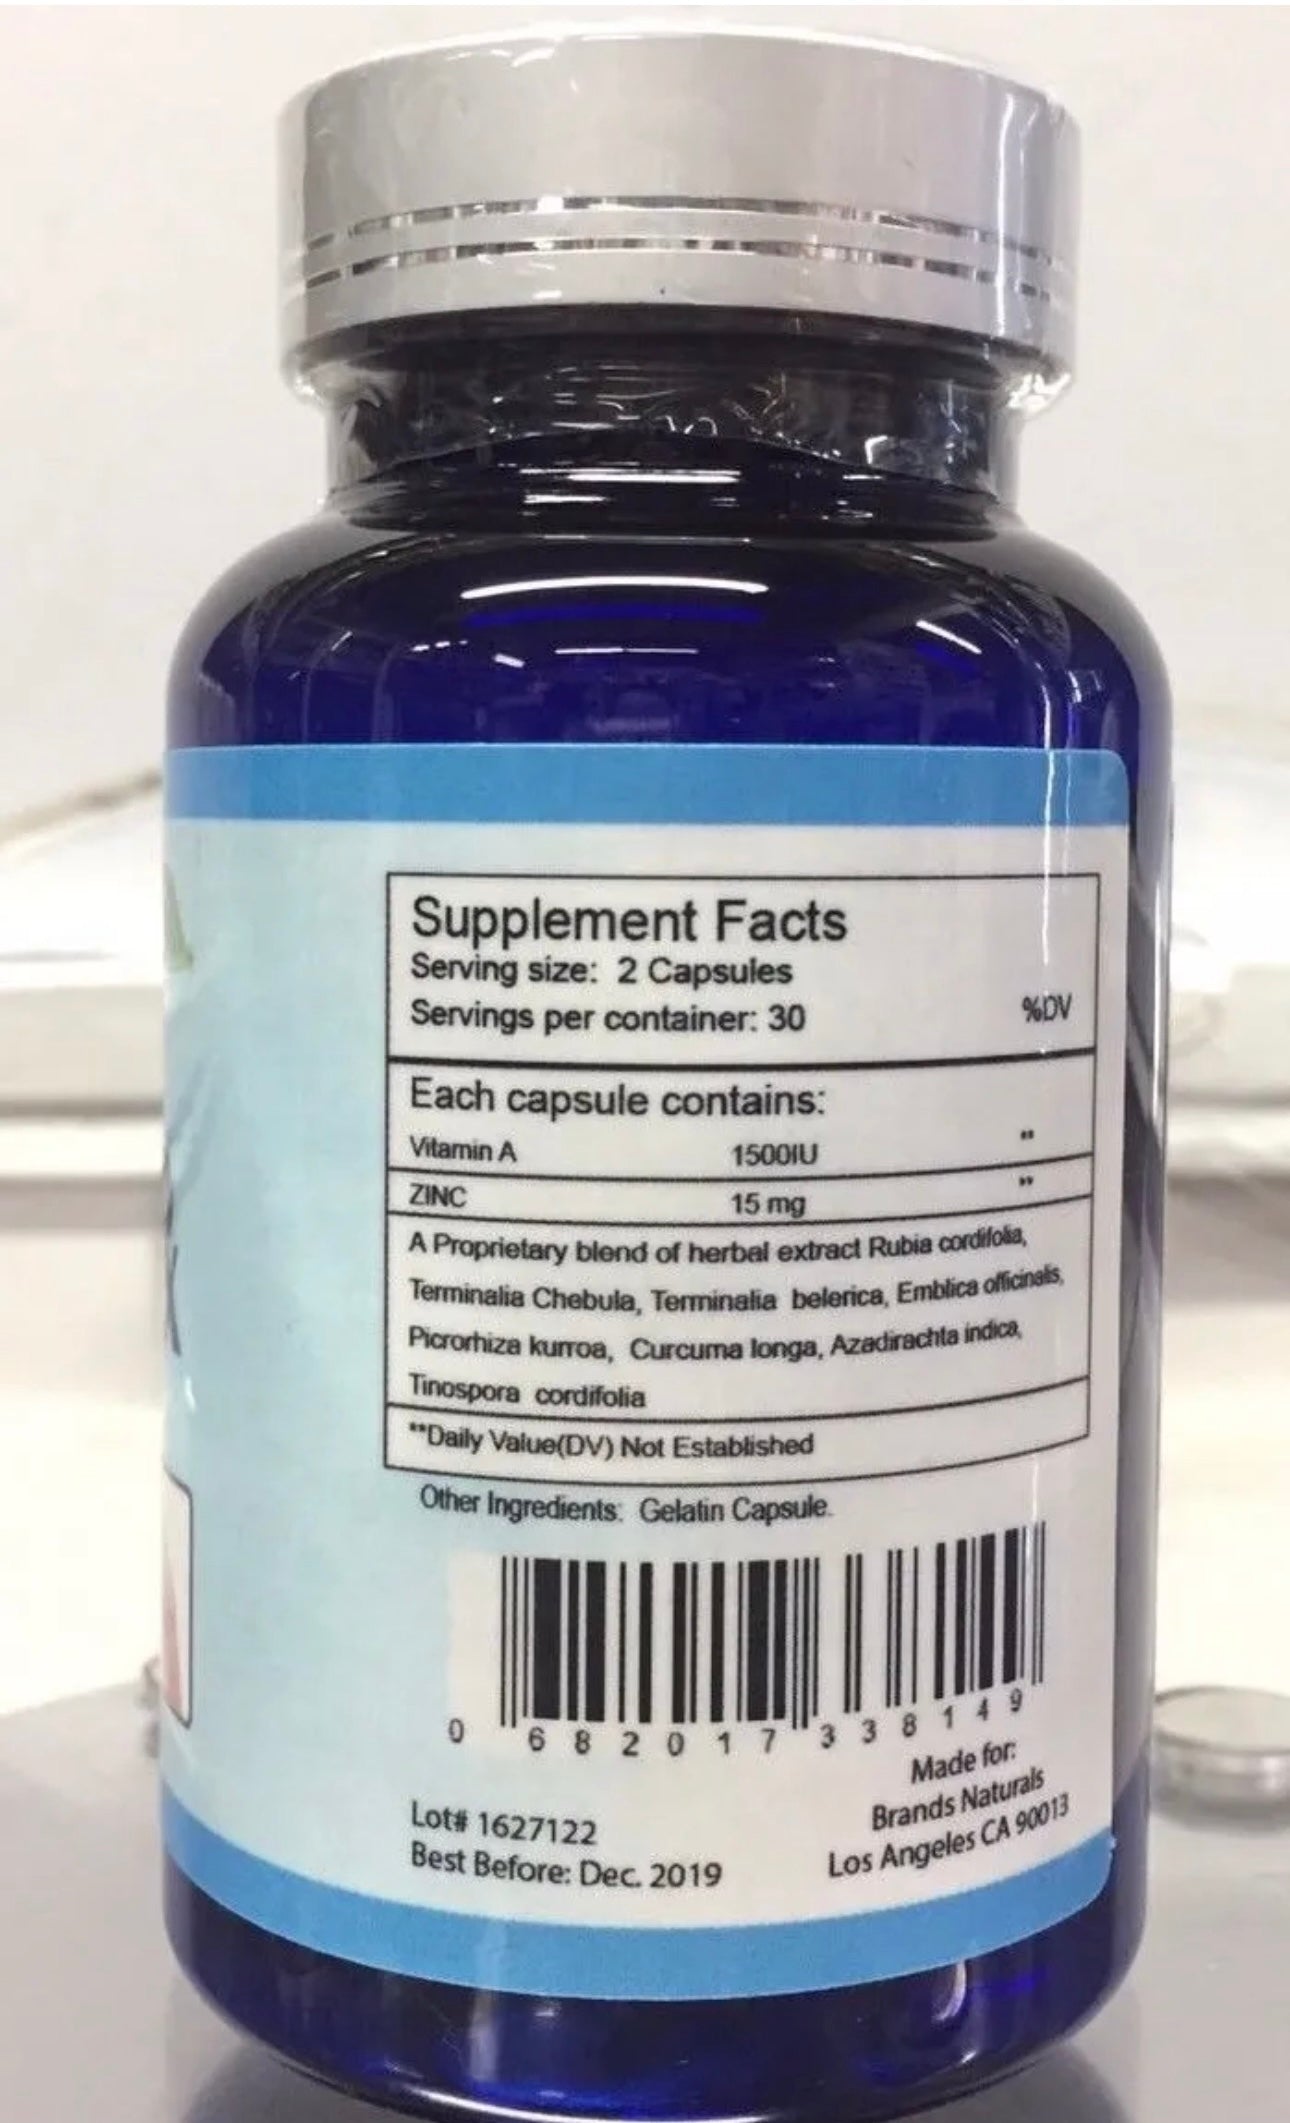 Supplement Facts
Serving size: 2 Capsules
Servings per container: 30 %DV
Each capsule contains:
Vitamin A 1500IU **
ZINC 15 mg **
A Proprietary blend of herbal extract Rubia cordifolia,
Terminalia Chebula, Terminalia belerica, Emblica officinalis,
Picrorhiza kurroa, Curcuma longa, Azadirachta indica,
Tinospora cordifolia
**Daily Value(DV) Not Established
Other Ingredients: Gelatin Capsule.
0 682017 338149
Made for:
Brands Naturals
Los Angeles CA 90013
Lot# 1627122
Best Before: Dec. 2019